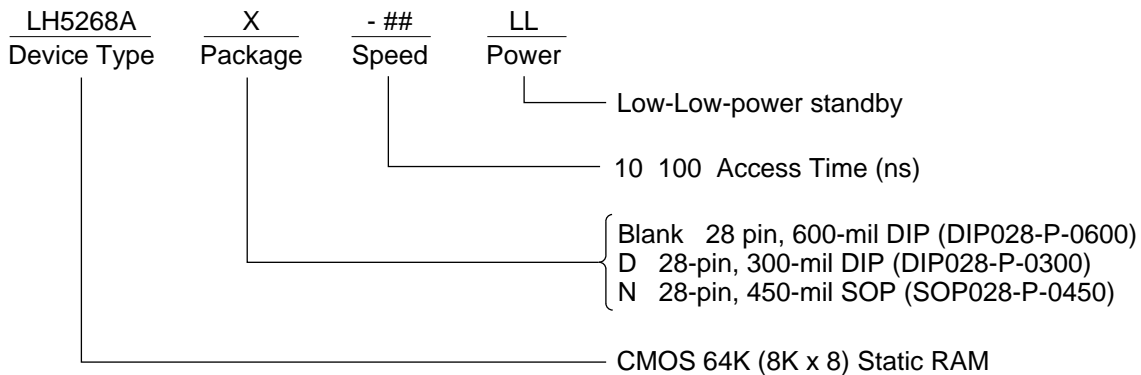 LH5268A X - ## LL
Device Type Package Speed Power
Low-Low-power standby
10 100 Access Time (ns)
Blank 28 pin, 600-mil DIP (DIP028-P-0600)
D 28-pin, 300-mil DIP (DIP028-P-0300)
N 28-pin, 450-mil SOP (SOP028-P-0450)
CMOS 64K (8K x 8) Static RAM